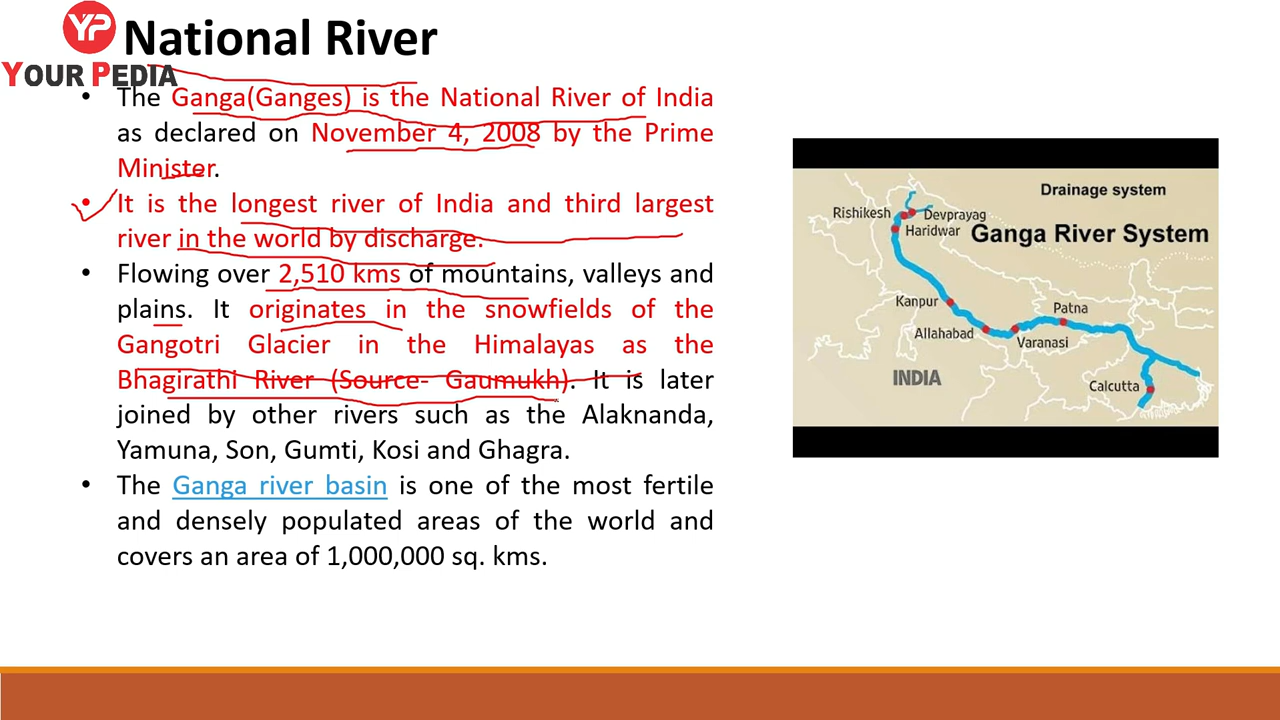 YP
National River
YOUR PEDIA
• The Ganga(Ganges) is the National River of India
as declared on November 4, 2008 by the Prime
Minister.
• It is the longest river of India and third largest
river in the world by discharge.
• Flowing over 2,510 kms of mountains, valleys and
plains. It originates in the snowfields of the
Gangotri Glacier in the Himalayas as the
Bhagirathi River (Source- Gaumukh). It is later
joined by other rivers such as the Alaknanda,
Yamuna, Son, Gumti, Kosi and Ghagra.
• The Ganga river basin is one of the most fertile
and densely populated areas of the world and
covers an area of 1,000,000 sq. kms.
Drainage system
Ganga River System
Rishikesh
Devprayag
Haridwar
Kanpur
Allahabad
Varanasi
Patna
INDIA
Calcutta